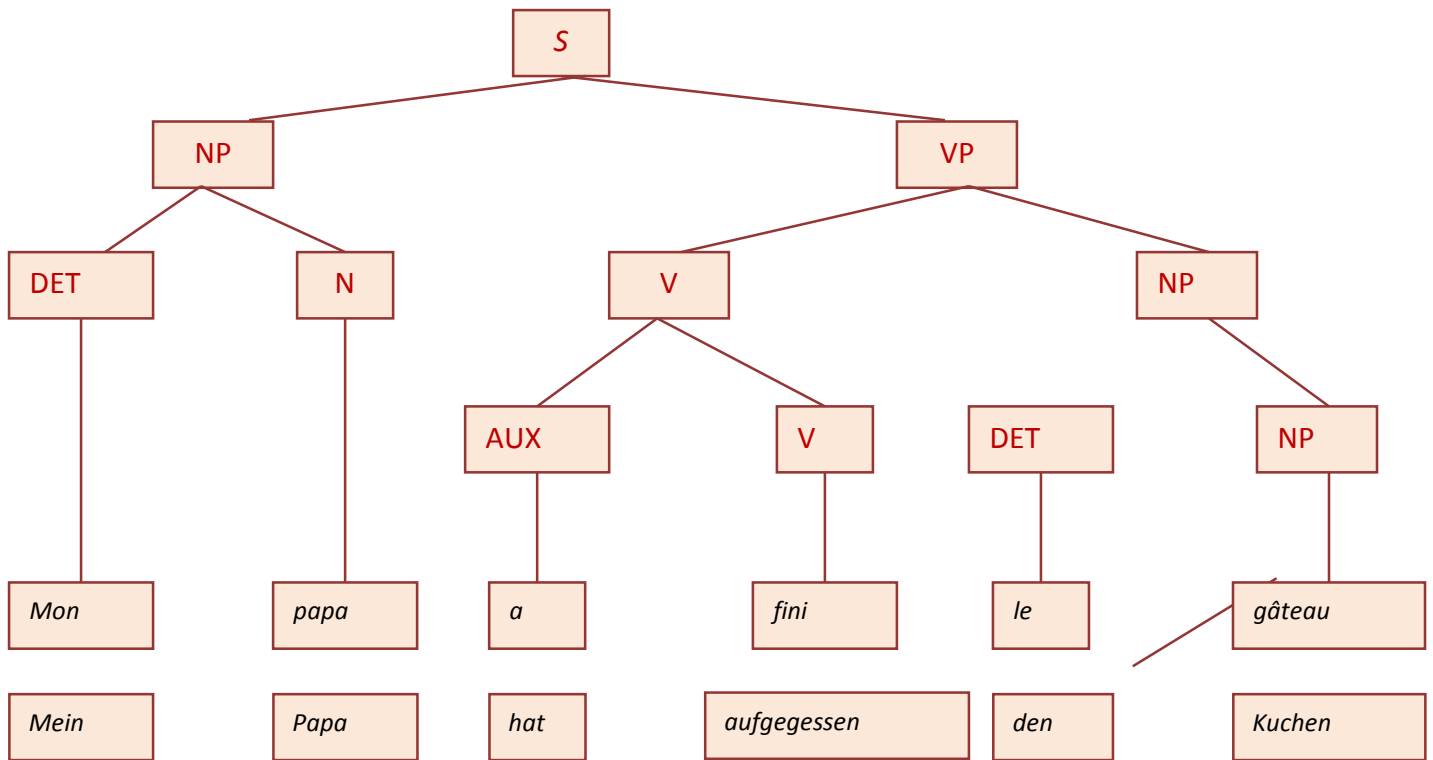 S
NP VP
DET N V NP
AUX V DET NP
Mon papa a fini le gâteau
Mein Papa hat aufgegessen den Kuchen